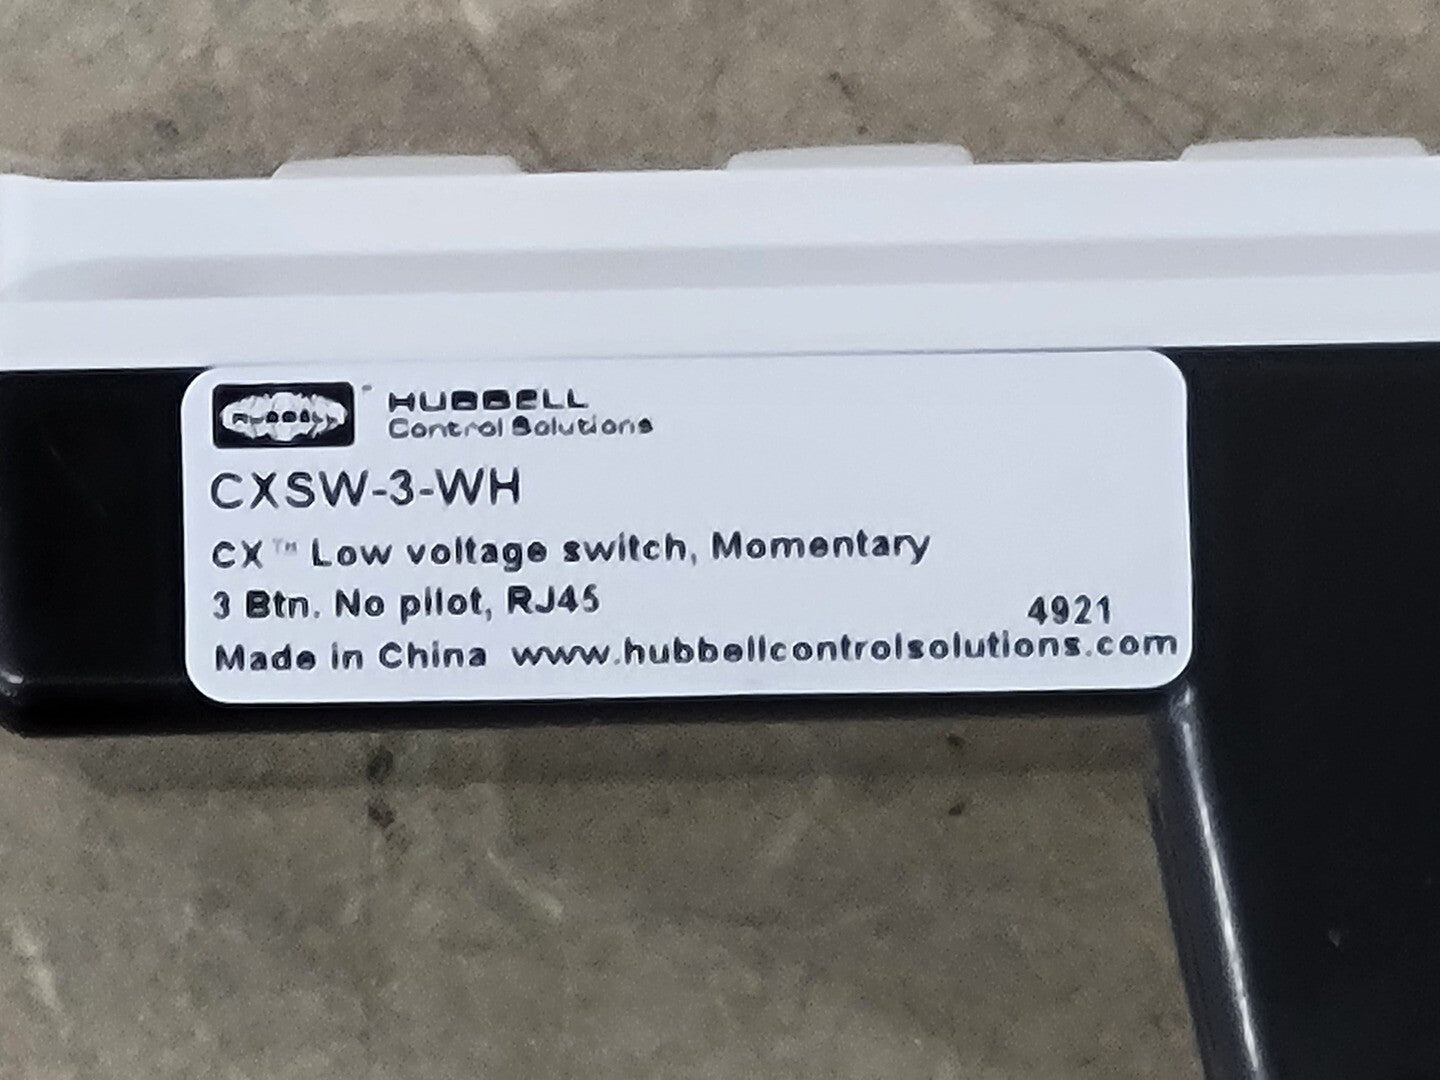 HUBBELL
HUBBELL
Control Solutions
CXSW-3-WH
CX™ Low voltage switch, Momentary
3 Btn. No pilot, RJ45
4921
Made in China www.hubbellcontrolsolutions.com